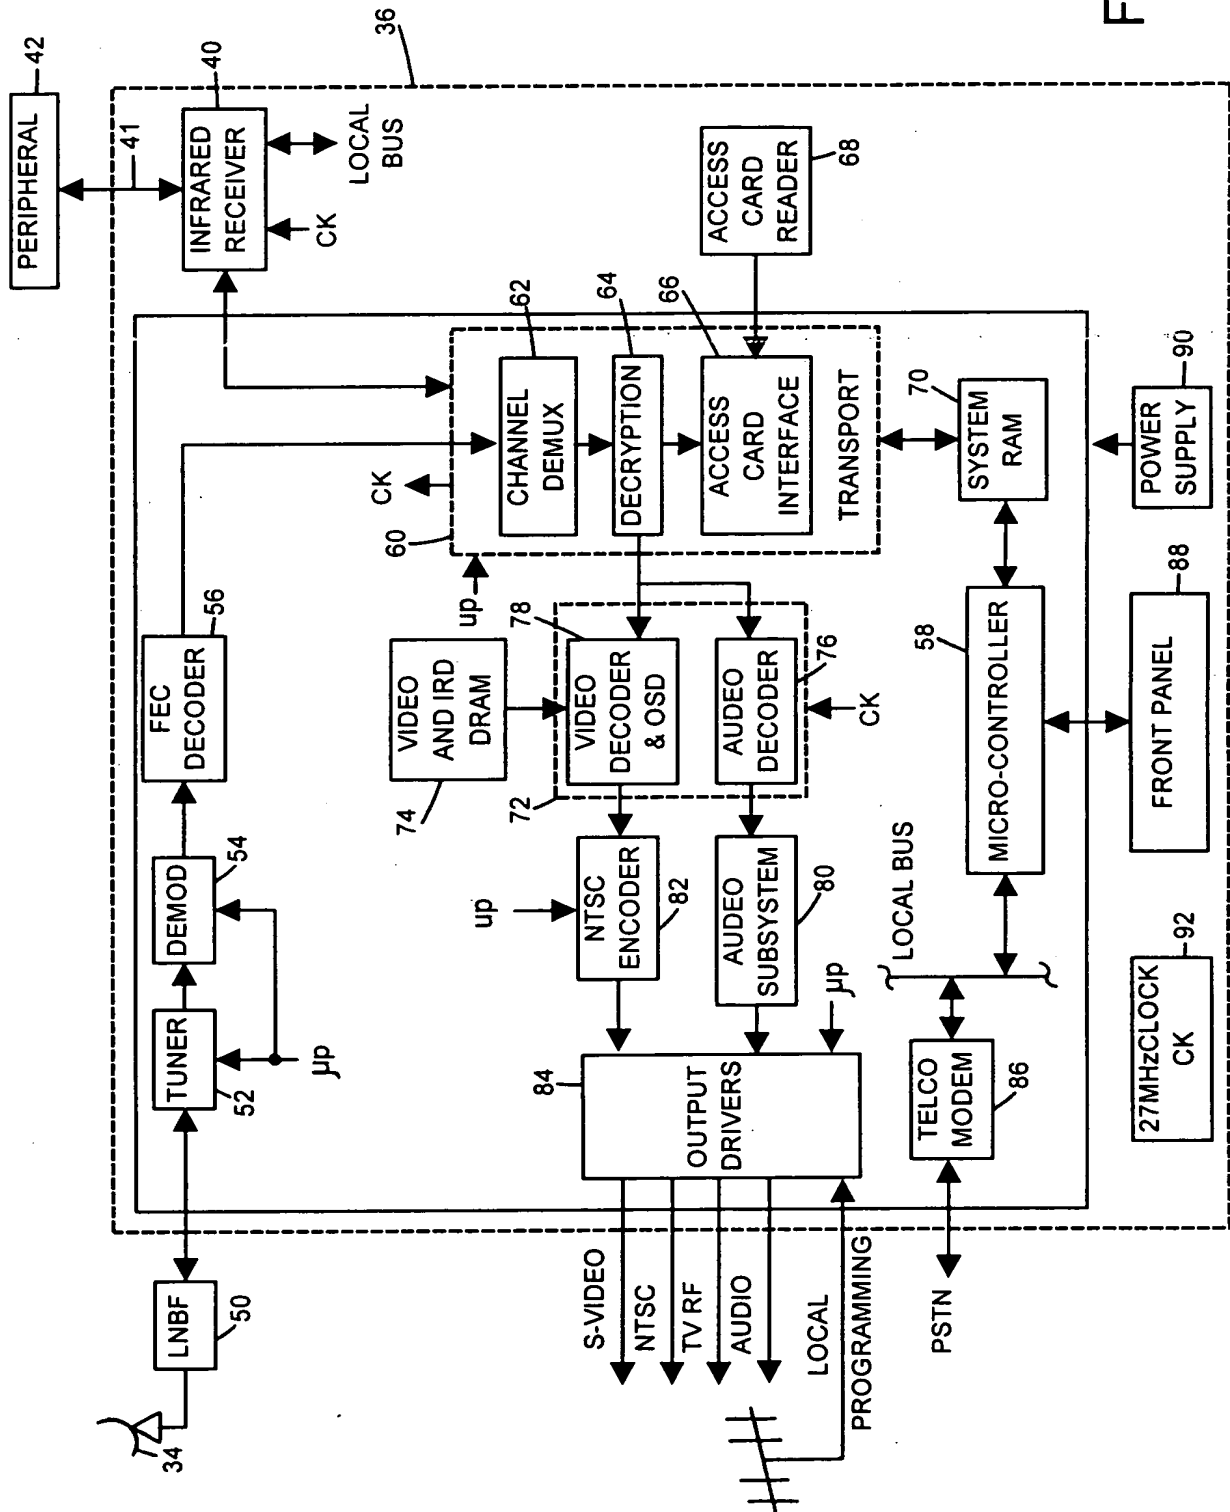 PERIPHERAL
42
36
41
INFRARED
RECEIVER
40
LOCAL
BUS
CK
F
34
LNBF
50
TUNER
52
µp
DEMOD
54
FEC
DECODER
56
CK
60
CHANNEL
DEMUX
62
DECRYPTION
64
ACCESS
CARD
INTERFACE
66
TRANSPORT
ACCESS
CARD
READER
68
up
VIDEO
AND IRD
DRAM
74
72
VIDEO
DECODER
& OSD
78
AUDEO
DECODER
76
CK
up
NTSC
ENCODER
82
AUDEO
SUBSYSTEM
80
µp
84
OUTPUT
DRIVERS
S-VIDEO
NTSC
TV RF
AUDIO
LOCAL
PROGRAMMING
PSTN
TELCO
MODEM
86
LOCAL BUS
MICRO-CONTROLLER
58
SYSTEM
RAM
70
27MHzCLOCK
CK
92
FRONT PANEL
88
POWER
SUPPLY
90